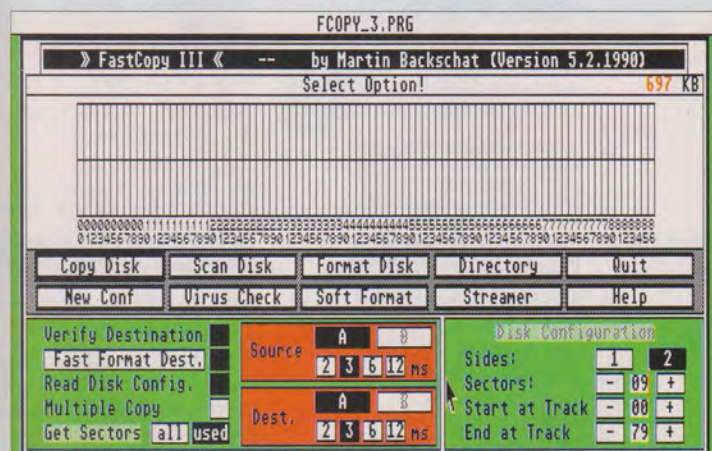 FCOPY_3.PRG
» FastCopy III « -- by Martin Backschat (Version 5.2.1990)
Select Option!
697 KB
000000000011111111112222222222333333333344444444445555555555666666666677777777778888888
012345678901234567890123456789012345678901234567890123456789012345678901234567890123456
Copy Disk Scan Disk Format Disk Directory Quit
New Conf Virus Check Soft Format Streamer Help
Verify Destination
Fast Format Dest.
Read Disk Config.
Multiple Copy
Get Sectors all used
Source A
2 3 6 12 ms
Dest. A
2 3 6 12 ms
Disk Configuration
Sides: 1 2
Sectors: - 09 +
Start at Track - 00 +
End at Track - 79 +